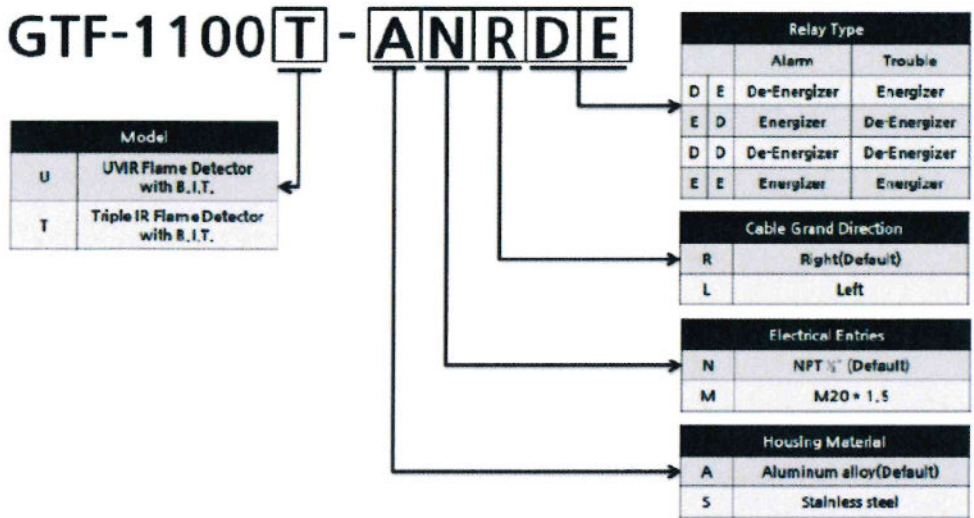 GTF-1100 T - A N R D E
Model
U UVIR Flame Detector
with B.I.T.
T Triple IR Flame Detector
with B.I.T.
Relay Type
Alarm Trouble
D E De-Energizer Energizer
E D Energizer De-Energizer
D D De-Energizer De-Energizer
E E Energizer Energizer
Cable Grand Direction
R Right(Default)
L Left
Electrical Entries
N NPT (Default)
M M20 * 1.5
Housing Material
A Aluminum alloy(Default)
S Stainless steel